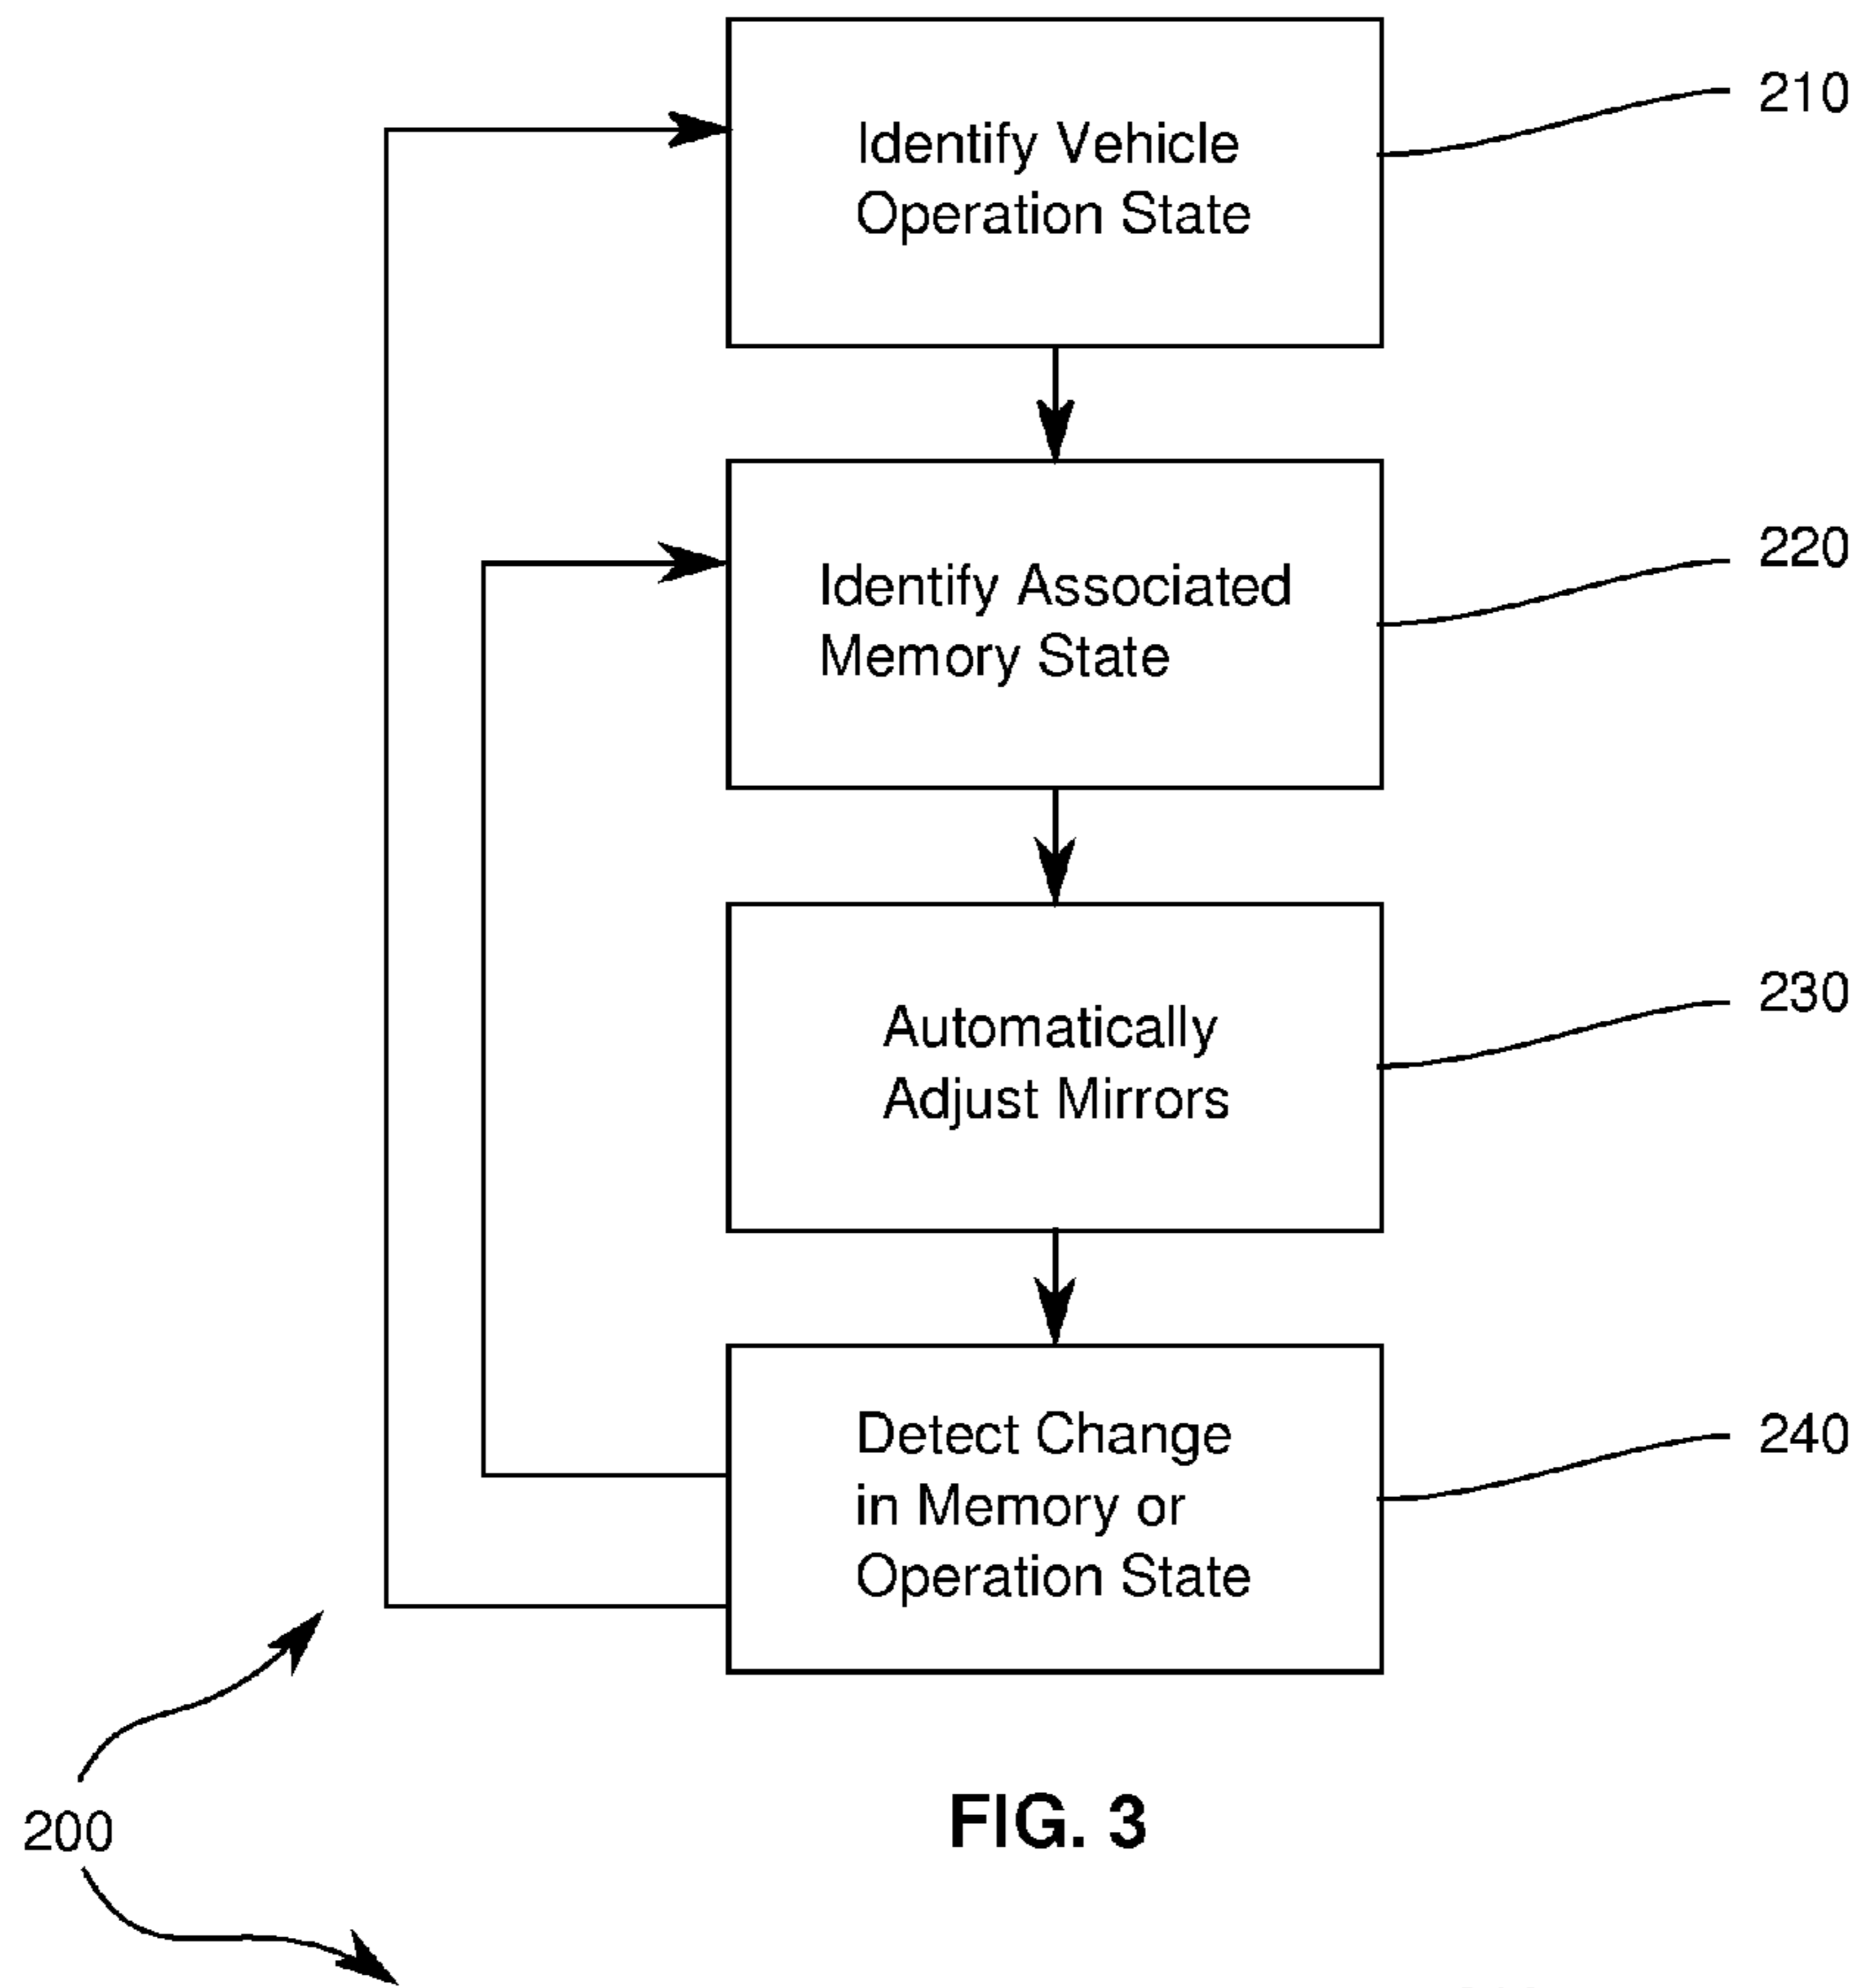 Identify Vehicle
Operation State
210
Identify Associated
Memory State
220
Automatically
Adjust Mirrors
230
Detect Change
in Memory or
Operation State
240
200
FIG. 3